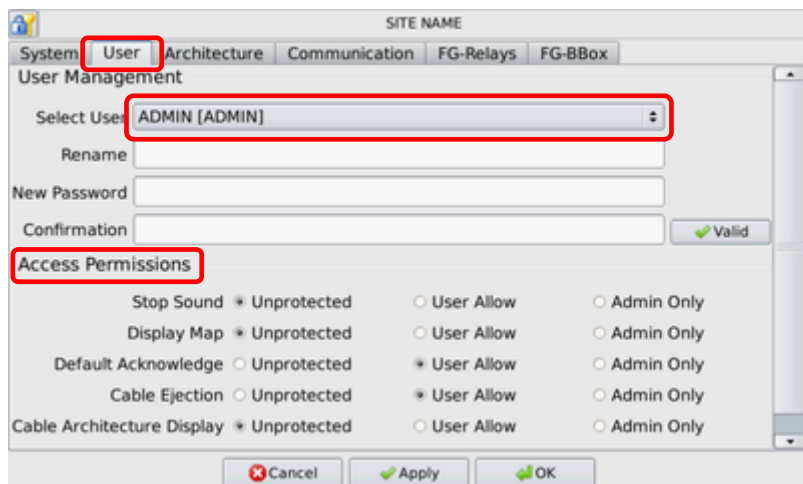 SITE NAME
System User Architecture Communication FG-Relays FG-BBox
User Management
Select User ADMIN [ADMIN]
Rename
New Password
Confirmation Valid
Access Permissions
Stop Sound Unprotected User Allow Admin Only
Display Map Unprotected User Allow Admin Only
Default Acknowledge Unprotected User Allow Admin Only
Cable Ejection Unprotected User Allow Admin Only
Cable Architecture Display Unprotected User Allow Admin Only
Cancel Apply OK